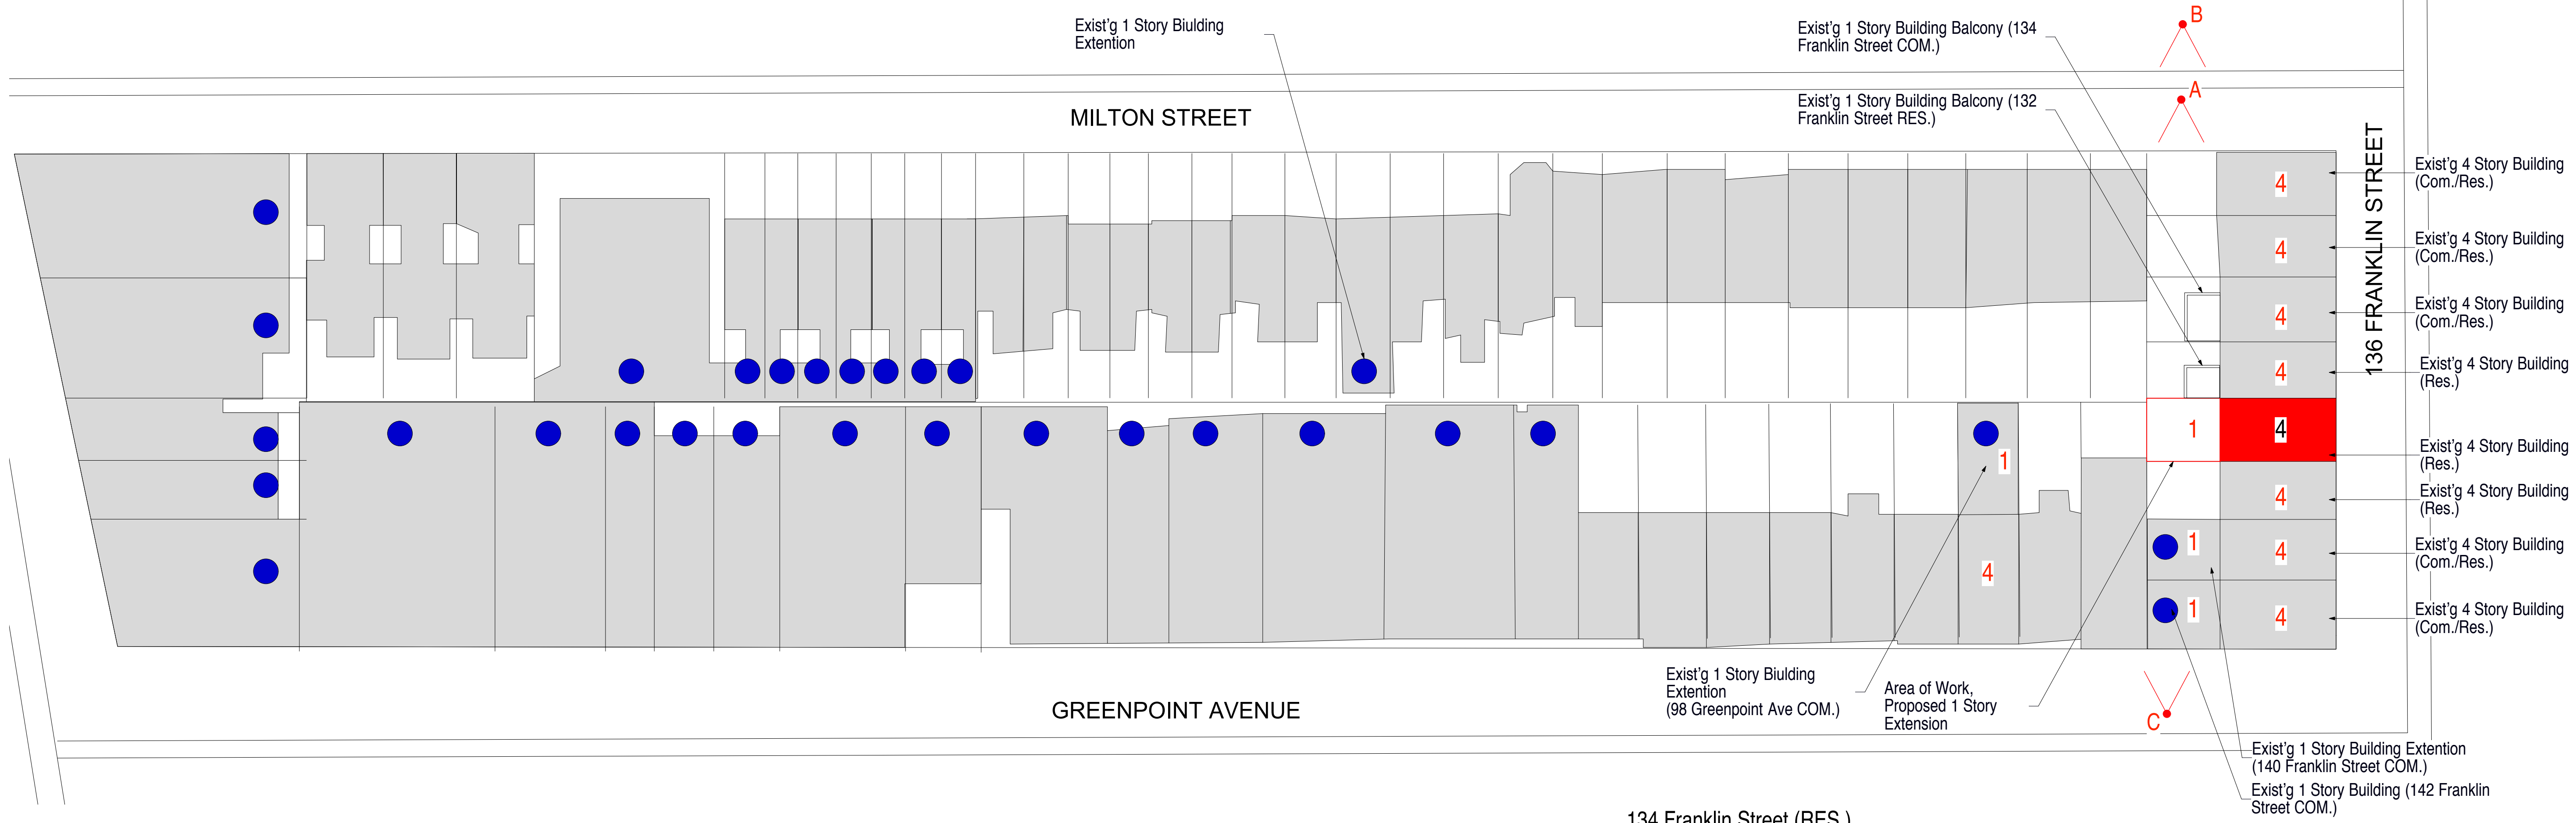 B
Exist'g 1 Story Biulding
Extention
Exist'g 1 Story Building Balcony (134
Franklin Street COM.)
A
Exist'g 1 Story Building Balcony (132
Franklin Street RES.)
MILTON STREET
136 FRANKLIN STREET
4
Exist'g 4 Story Building
(Com./Res.)
4
Exist'g 4 Story Building
(Com./Res.)
4
Exist'g 4 Story Building
(Com./Res.)
4
Exist'g 4 Story Building
(Res.)
1
4
Exist'g 4 Story Building
(Res.)
1
4
Exist'g 4 Story Building
(Res.)
1
4
Exist'g 4 Story Building
(Com./Res.)
4
1
4
Exist'g 4 Story Building
(Com./Res.)
Exist'g 1 Story Biulding
Extention
(98 Greenpoint Ave COM.)
Area of Work,
Proposed 1 Story
Extension
GREENPOINT AVENUE
C
Exist'g 1 Story Building Extention
(140 Franklin Street COM.)
Exist'g 1 Story Building (142 Franklin
Street COM.)
134 Franklin Street (RES.)